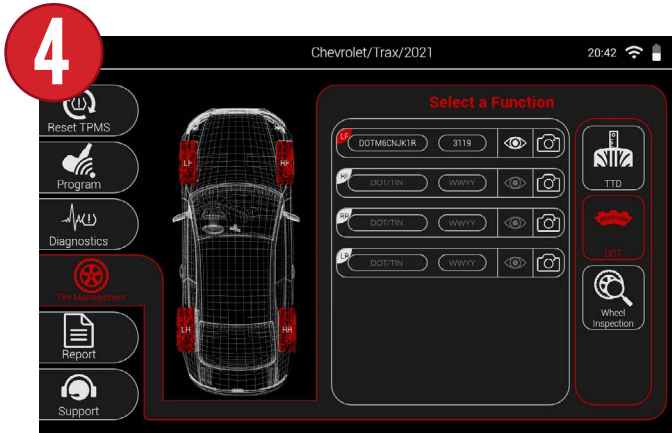 4
Chevrolet/Trax/2021
20:42
Reset TPMS
Program
Diagnostics
Tire Management
Report
Support
LF
RF
LR
RR
Select a Function
LF DOTM6CNJK1R 3119
RF DOT/TIN WWYY
RR DOT/TIN WWYY
LR DOT/TIN WWYY
TTD
DOT
Wheel
Inspection